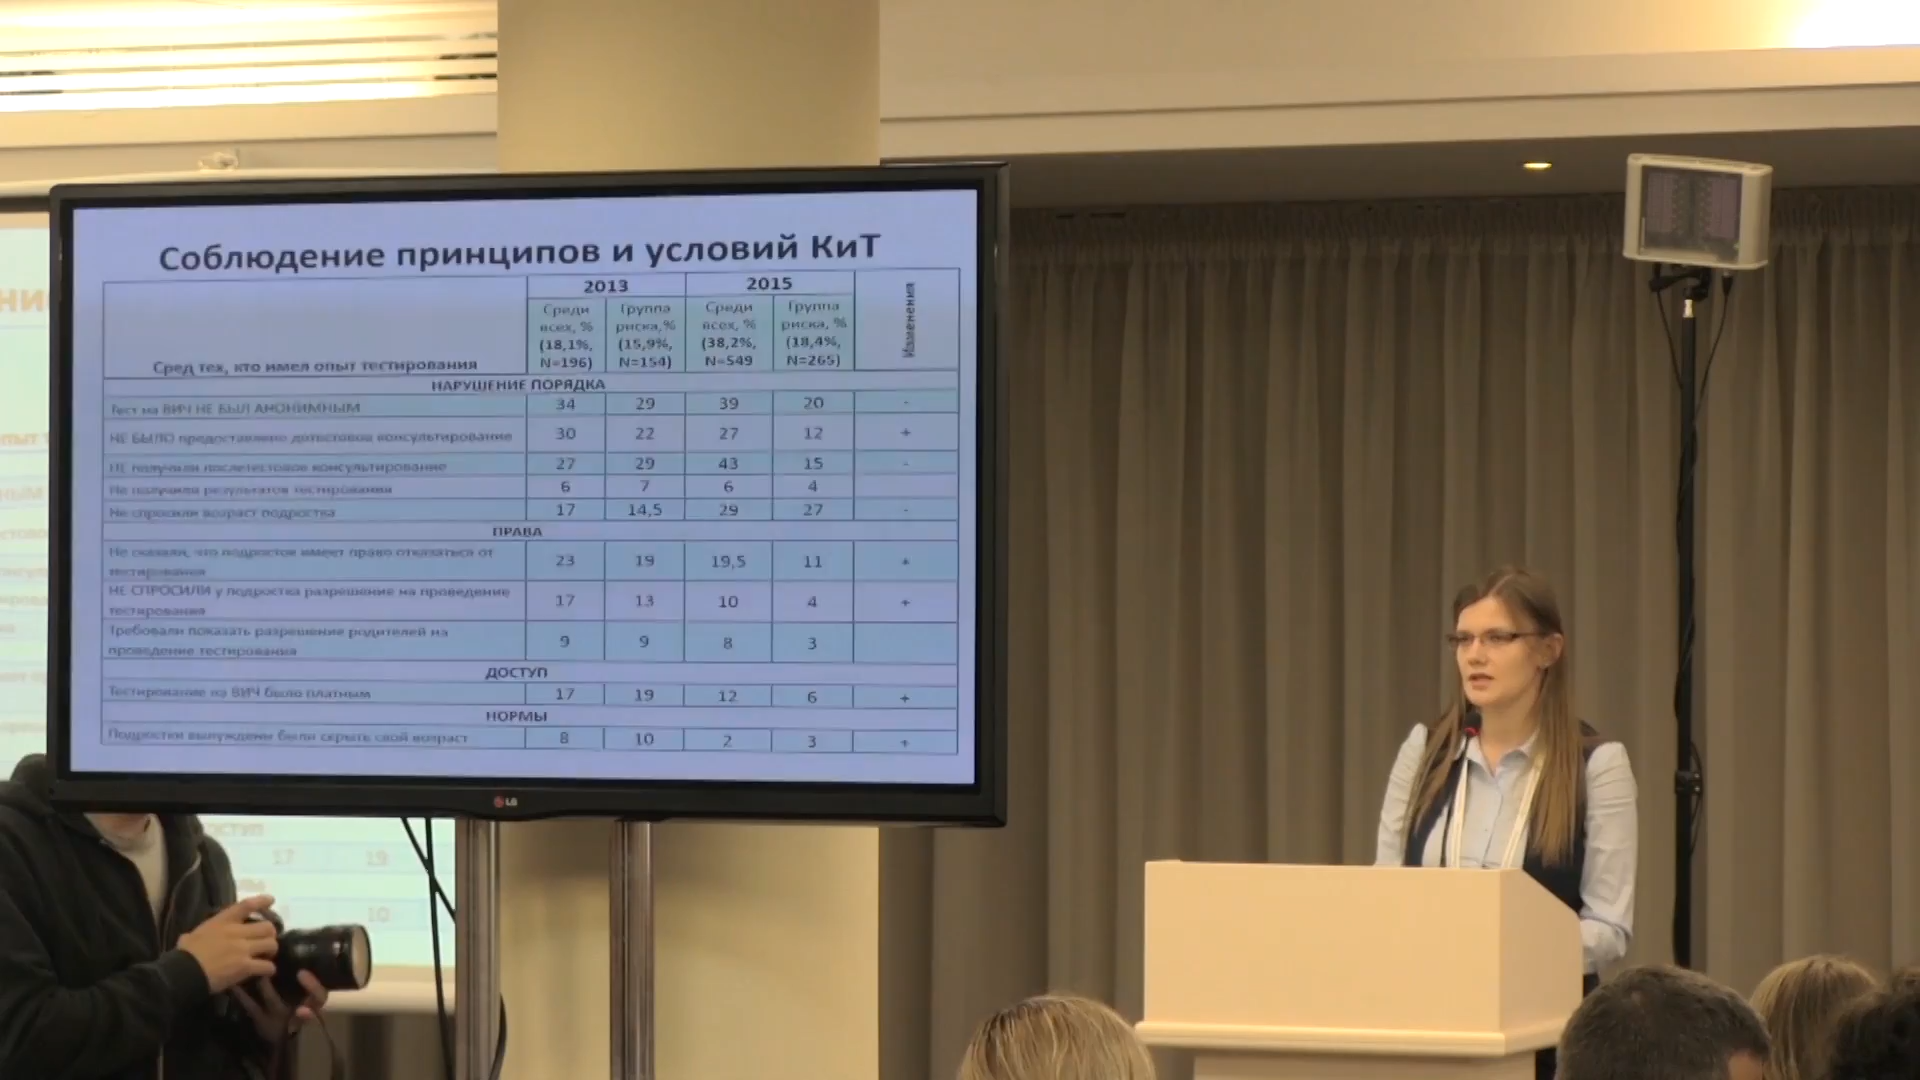 Соблюдение принципов и условий КиТ
2013
2015
Изменения
Сред тех, кто имел опыт тестирования
Среди
всех, %
(18,1%,
N=196)
Группа
риска,%
(15,9%,
N=154)
Среди
всех, %
(38,2%,
N=549
Группа
риска, %
(18,4%,
N=265)
НАРУШЕНИЕ ПОРЯДКА
Тест на ВИЧ НЕ БЫЛ АНОНИМНЫМ 34 29 39 20 -
НЕ БЫЛО предоставлено дотестовое консультирование 30 22 27 12 +
НЕ получили послетестовое консультирование 27 29 43 15 -
Не получили результатов тестирования 6 7 6 4
Не спросили возраст подростка 17 14,5 29 27 -
ПРАВА
Не сказали, что подросток имеет право отказаться от
тестирования 23 19 19,5 11 +
НЕ СПРОСИЛИ у подростка разрешение на проведение
тестирования 17 13 10 4 +
Требовали показать разрешение родителей на
проведение тестирования 9 9 8 3
ДОСТУП
Тестирование на ВИЧ было платным 17 19 12 6 +
НОРМЫ
Подростки вынуждены были скрыть свой возраст 8 10 2 3 +
LG
17 19
10